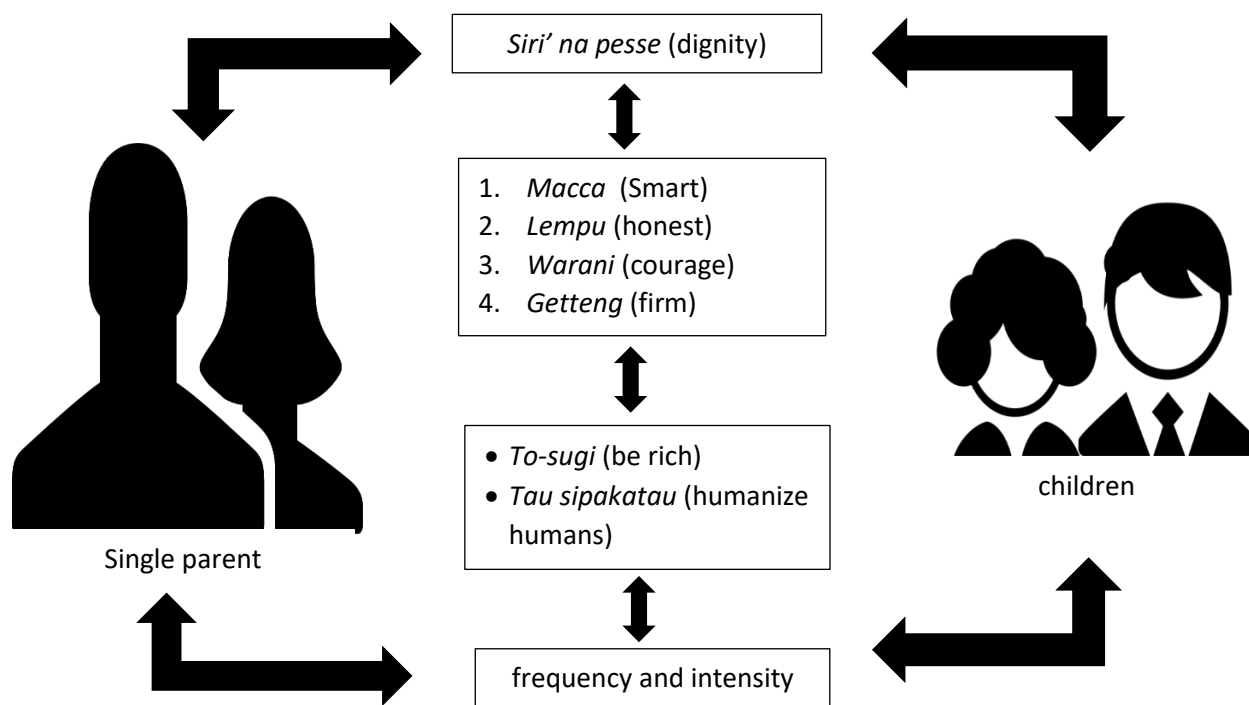 Siri’ na pesse (dignity)
1. Macca (Smart)
2. Lempu (honest)
3. Warani (courage)
4. Getteng (firm)
• To-sugi (be rich)
• Tau sipakatau (humanize
humans)
children
Single parent
frequency and intensity